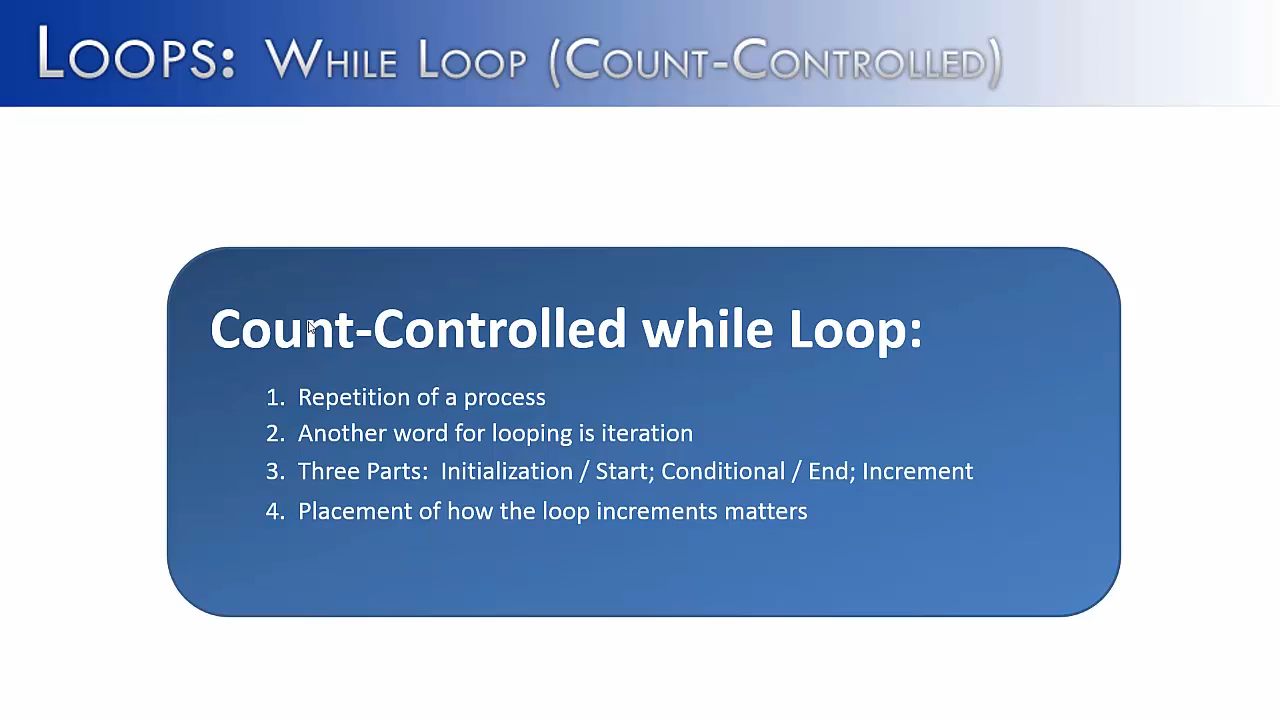 Loops: While Loop (Count-Controlled)
Count-Controlled while Loop:
1. Repetition of a process
2. Another word for looping is iteration
3. Three Parts: Initialization / Start; Conditional / End; Increment
4. Placement of how the loop increments matters